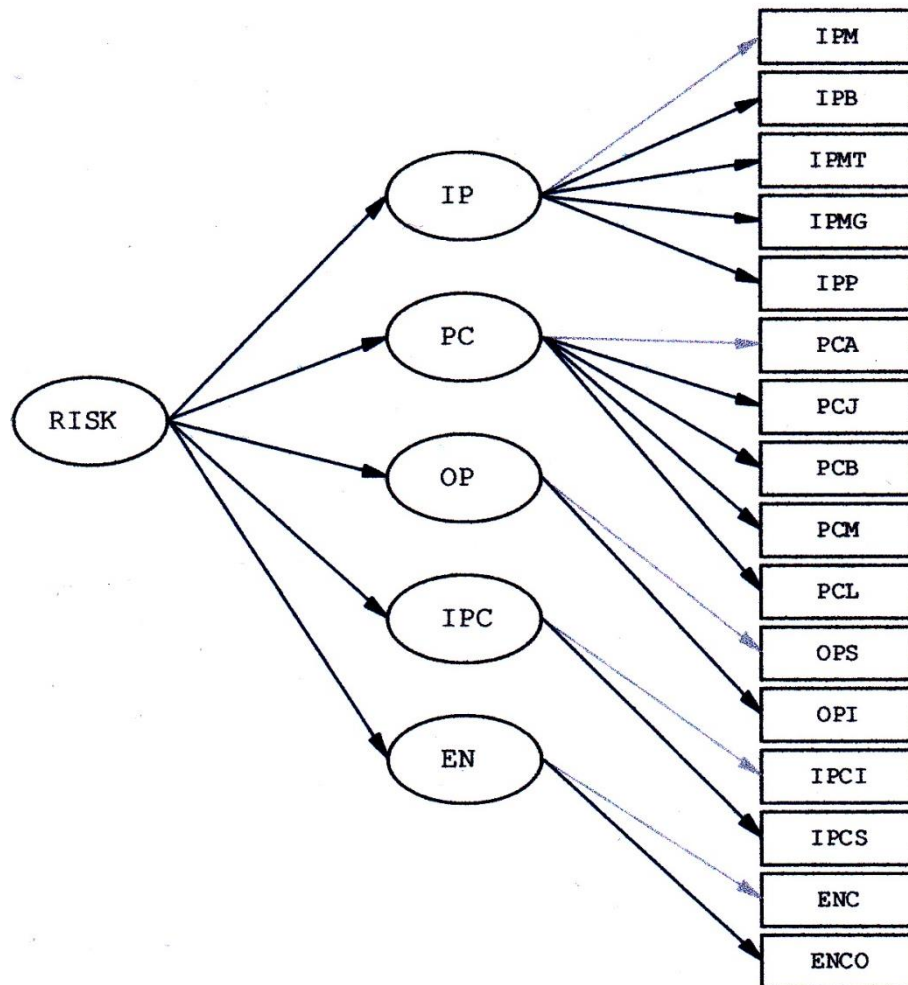 IPM
IPB
IPMT
IP
IPMG
IPP
PC
PCA
PCJ
RISK
PCB
OP
PCM
PCL
IPC
OPS
OPI
EN
IPCI
IPCS
ENC
ENCO